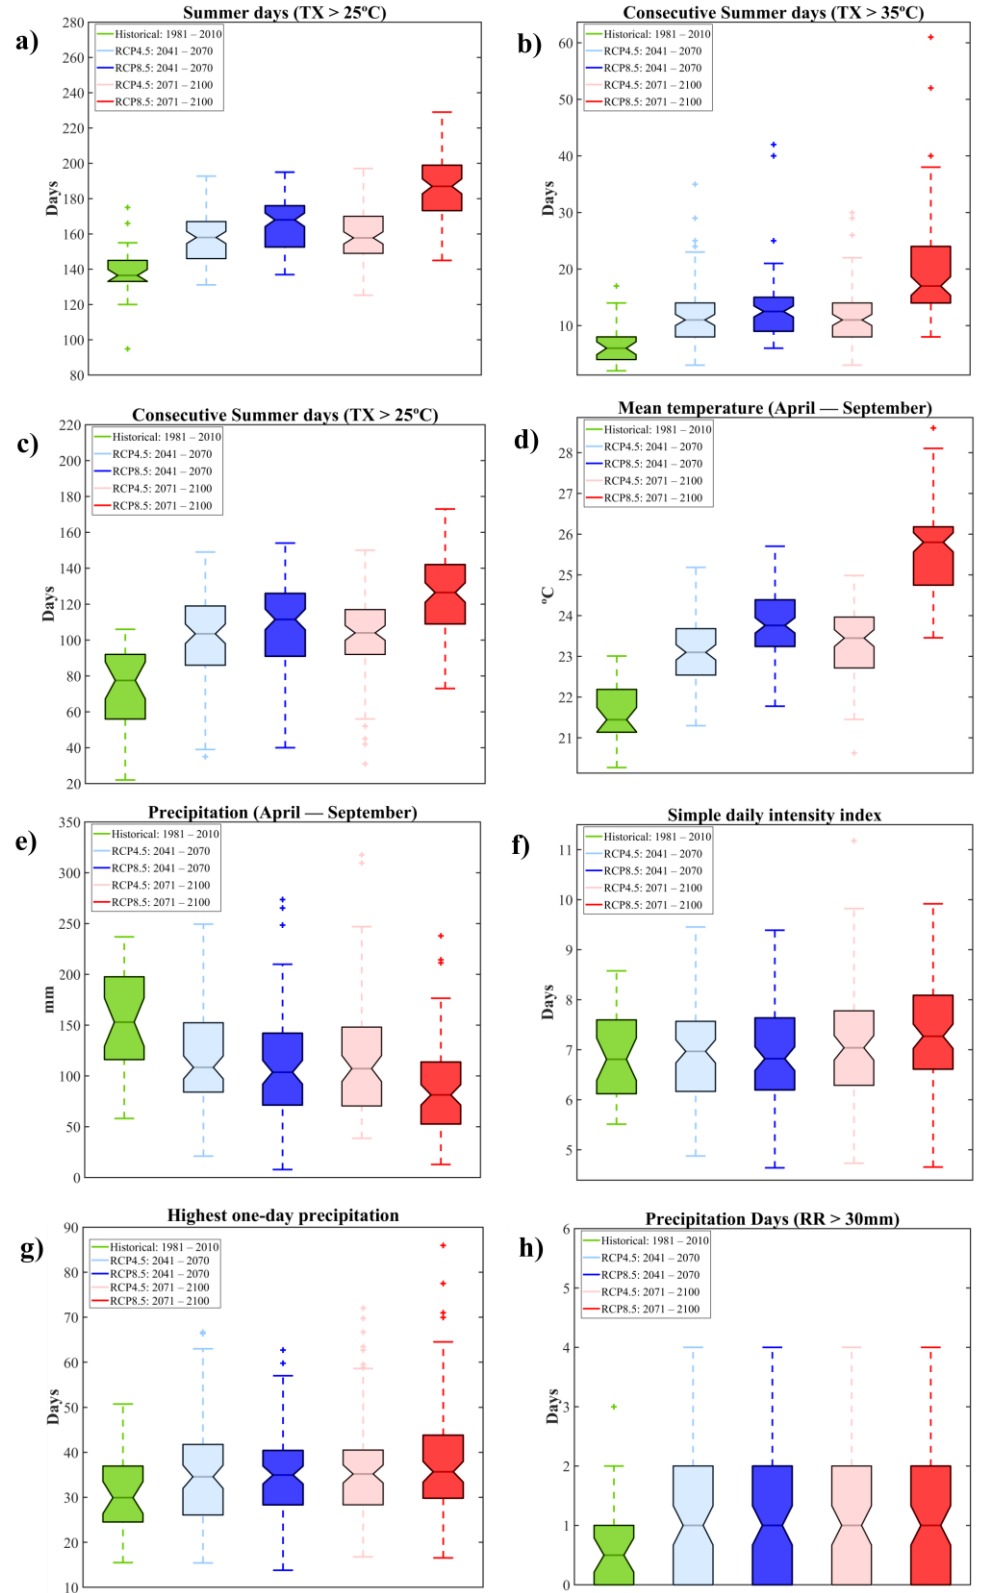 a)
Summer days (TX > 25ºC)
280
260
240
220
200
180
160
140
120
100
80
Days
Historical: 1981 – 2010
RCP4.5: 2041 – 2070
RCP8.5: 2041 – 2070
RCP4.5: 2071 – 2100
RCP8.5: 2071 – 2100
b)
Consecutive Summer days (TX > 35ºC)
60
50
40
30
20
10
Days
Historical: 1981 – 2010
RCP4.5: 2041 – 2070
RCP8.5: 2041 – 2070
RCP4.5: 2071 – 2100
RCP8.5: 2071 – 2100
c)
Consecutive Summer days (TX > 25ºC)
220
200
180
160
140
120
100
80
60
40
20
Days
Historical: 1981 – 2010
RCP4.5: 2041 – 2070
RCP8.5: 2041 – 2070
RCP4.5: 2071 – 2100
RCP8.5: 2071 – 2100
d)
Mean temperature (April — September)
28
27
26
25
24
23
22
21
ºC
Historical: 1981 – 2010
RCP4.5: 2041 – 2070
RCP8.5: 2041 – 2070
RCP4.5: 2071 – 2100
RCP8.5: 2071 – 2100
e)
Precipitation (April — September)
350
300
250
200
150
100
50
0
mm
Historical: 1981 – 2010
RCP4.5: 2041 – 2070
RCP8.5: 2041 – 2070
RCP4.5: 2071 – 2100
RCP8.5: 2071 – 2100
f)
Simple daily intensity index
11
10
9
8
7
6
5
Days
Historical: 1981 – 2010
RCP4.5: 2041 – 2070
RCP8.5: 2041 – 2070
RCP4.5: 2071 – 2100
RCP8.5: 2071 – 2100
g)
Highest one-day precipitation
90
80
70
60
50
40
30
20
10
Days
Historical: 1981 – 2010
RCP4.5: 2041 – 2070
RCP8.5: 2041 – 2070
RCP4.5: 2071 – 2100
RCP8.5: 2071 – 2100
h)
Precipitation Days (RR > 30mm)
6
5
4
3
2
1
0
Days
Historical: 1981 – 2010
RCP4.5: 2041 – 2070
RCP8.5: 2041 – 2070
RCP4.5: 2071 – 2100
RCP8.5: 2071 – 2100